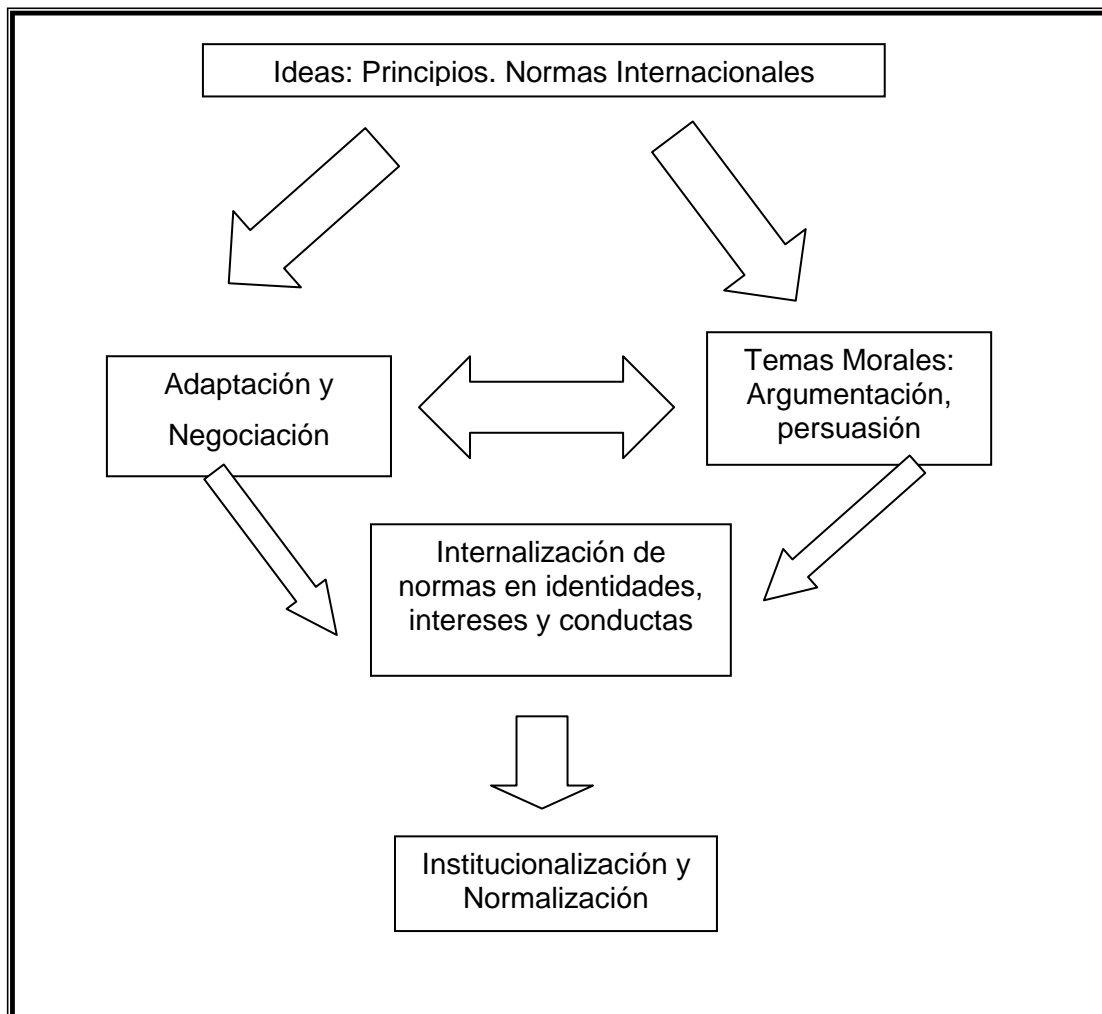 Ideas: Principios. Normas Internacionales
Adaptación y
Negociación
Temas Morales:
Argumentación,
persuasión
Internalización de
normas en identidades,
intereses y conductas
Institucionalización y
Normalización